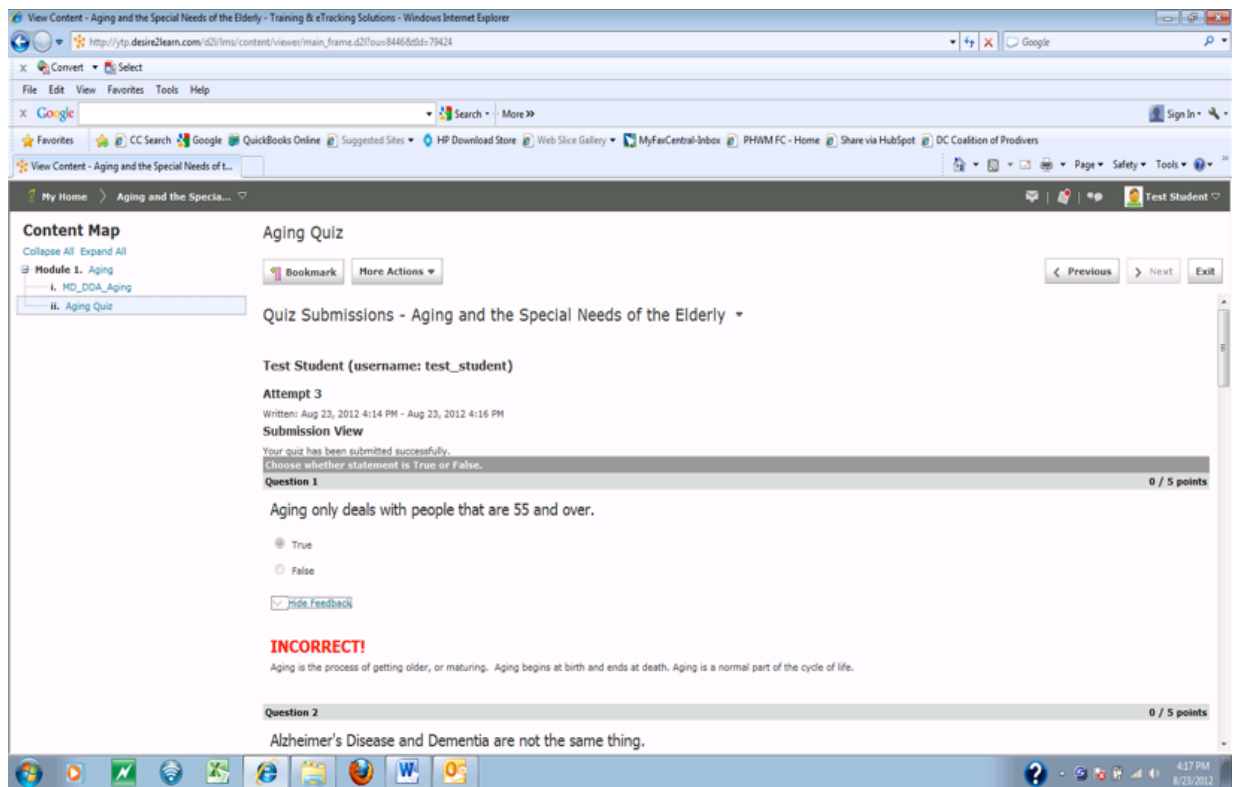 View Content - Aging and the Special Needs of the Elderly - Training & eTracking Solutions - Windows Internet Explorer
http://ytp.desire2learn.com/d2l/lms/content/viewer/main_frame.d2l?ou=8446&tId=79424
Google
x Convert Select
File Edit View Favorites Tools Help
x Google Search More >> Sign In
Favorites CC Search Google QuickBooks Online Suggested Sites HP Download Store Web Slice Gallery MyFaxCentral-Inbox PHWM FC - Home Share via HubSpot DC Coalition of Prodivers
View Content - Aging and the Special Needs of t... Page Safety Tools
My Home Aging and the Specia... Test Student
Content Map
Collapse All Expand All
Module 1. Aging
i. MD_DDA_Aging
ii. Aging Quiz
Aging Quiz
Bookmark More Actions Previous Next Exit
Quiz Submissions - Aging and the Special Needs of the Elderly
Test Student (username: test_student)
Attempt 3
Written: Aug 23, 2012 4:14 PM - Aug 23, 2012 4:16 PM
Submission View
Your quiz has been submitted successfully.
Choose whether statement is True or False.
Question 1 0 / 5 points
Aging only deals with people that are 55 and over.
True
False
Hide Feedback
INCORRECT!
Aging is the process of getting older, or maturing. Aging begins at birth and ends at death. Aging is a normal part of the cycle of life.
Question 2 0 / 5 points
Alzheimer's Disease and Dementia are not the same thing.
4:17 PM
8/23/2012